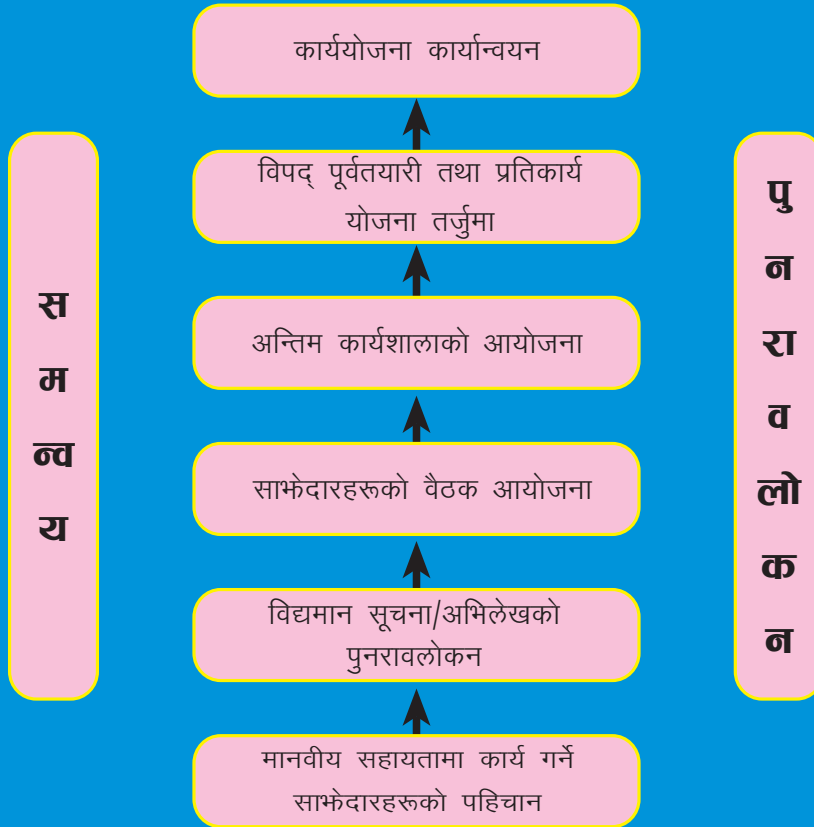 कार्ययोजना कार्यान्वयन
विपद् पूर्वतयारी तथा प्रतिकार्य
योजना तर्जुमा
अन्तिम कार्यशालाको आयोजना
साझेदारहरूको वैठक आयोजना
विद्यमान सूचना/अभिलेखको
पुनरावलोकन
मानवीय सहायतामा कार्य गर्ने
साझेदारहरूको पहिचान
स
म
न्व
य
पु
न
रा
व
लो
क
न